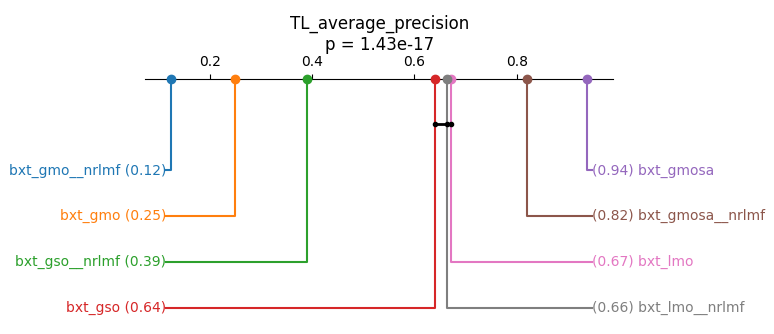 TL_average_precision
p = 1.43e-17
0.2 0.4 0.6 0.8
bxt_gmo__nrlmf (0.12) (0.94) bxt_gmosa
bxt_gmo (0.25) (0.82) bxt_gmosa__nrlmf
bxt_gso__nrlmf (0.39) (0.67) bxt_lmo
bxt_gso (0.64) (0.66) bxt_lmo__nrlmf